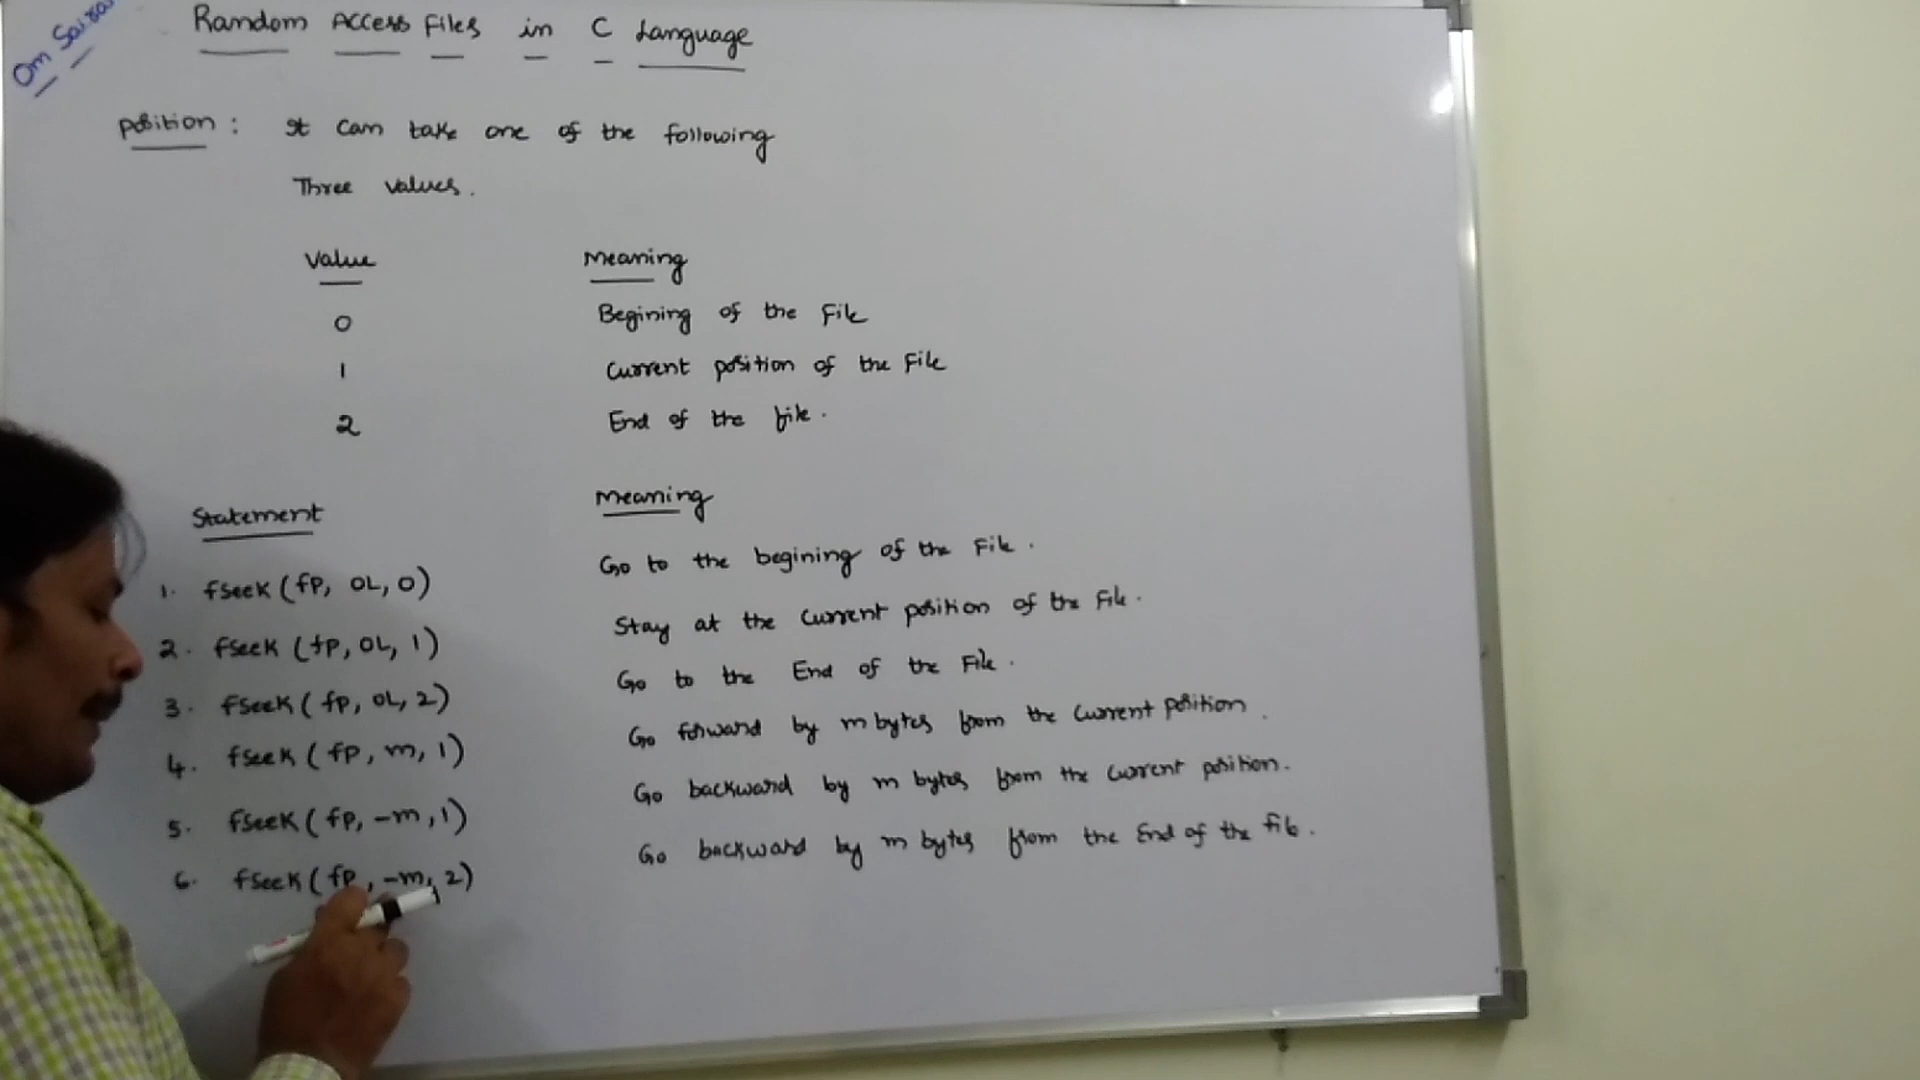 Om Sairam
Random Access Files in C Language
position : It can take one of the following
Three values.
Value Meaning
0 Begining of the File
1 Current position of the File
2 End of the file.
Statement Meaning
1. fseek (fp, 0L, 0) Go to the begining of the File.
2. fseek (fp, 0L, 1) Stay at the current position of the File.
3. fseek (fp, 0L, 2) Go to the End of the File.
4. fseek (fp, m, 1) Go forward by m bytes from the current position.
5. fseek (fp, -m, 1) Go backward by m bytes from the current position.
6. fseek (fp, -m, 2) Go backward by m bytes from the End of the file.